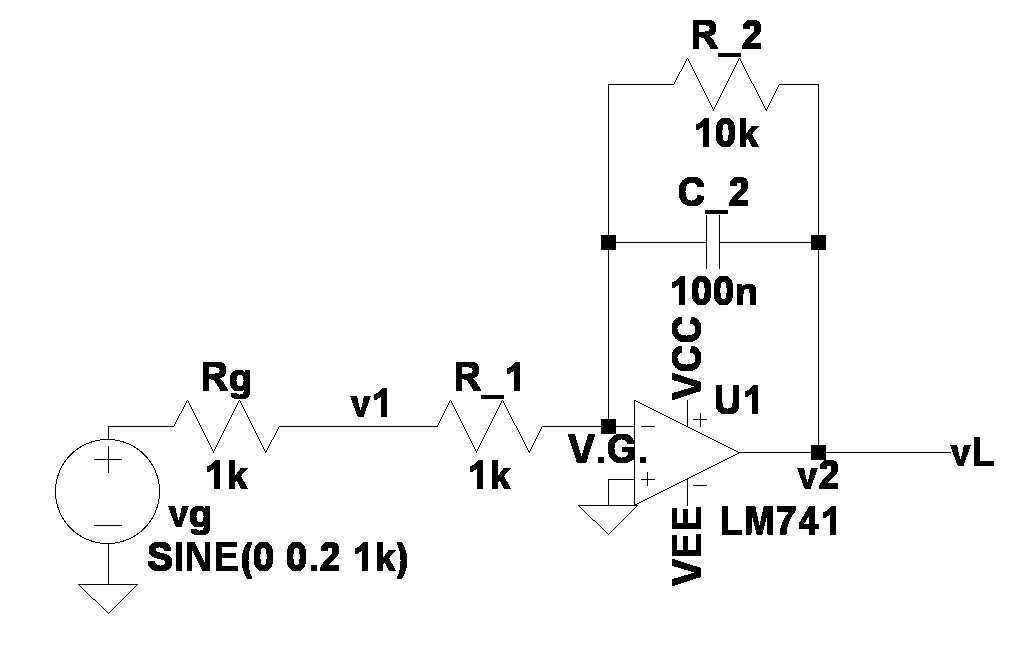 R_2
10k
C_2
100n
VCC
U1
Rg
v1
R_1
1k
1k
V.G.
v2
vL
vg
SINE(0 0.2 1k)
VEE
LM741